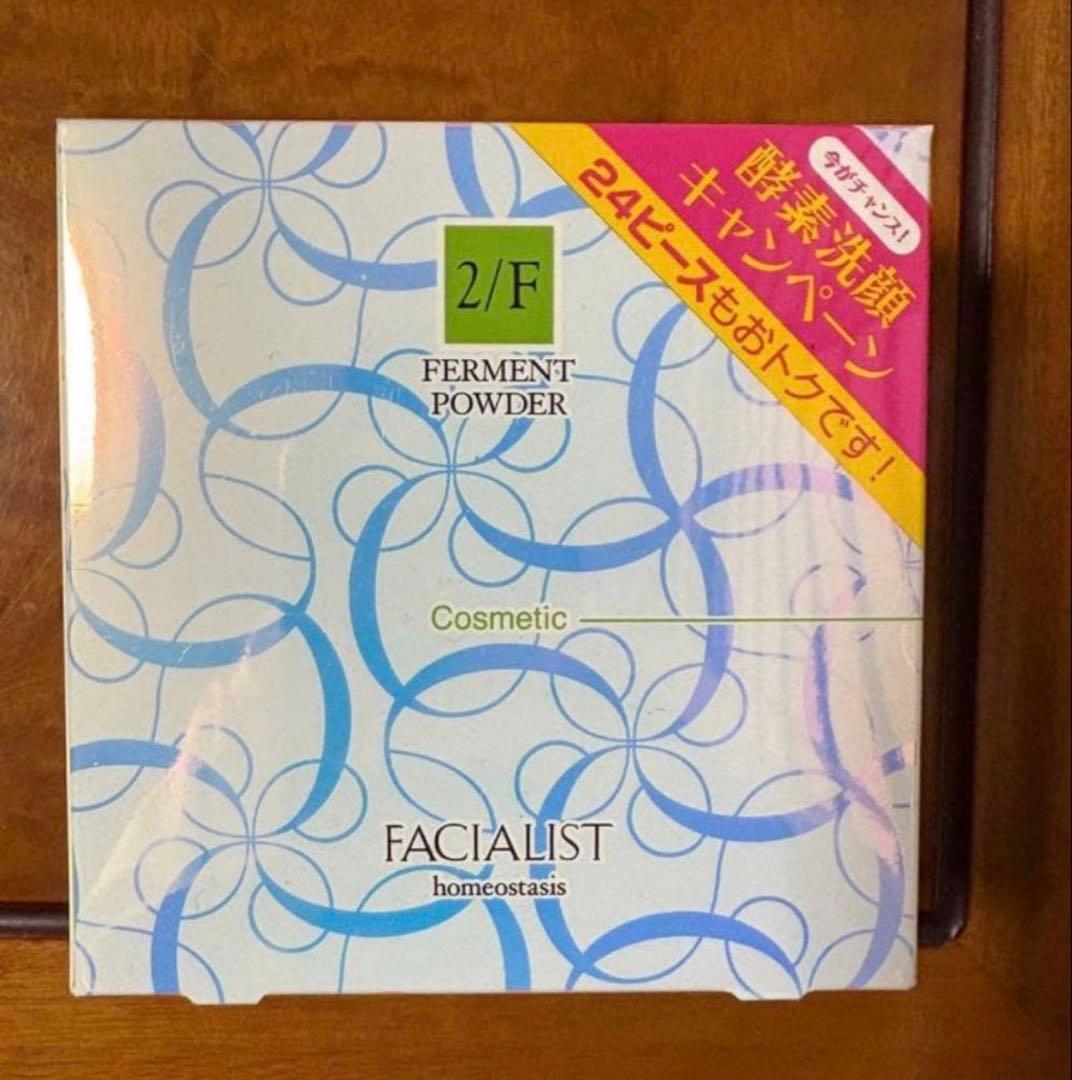 今がチャンス!
酵素洗顔
キャンペーン
24ピースもおトクです!
2/F
FERMENT
POWDER
Cosmetic
FACIALIST
homeostasis